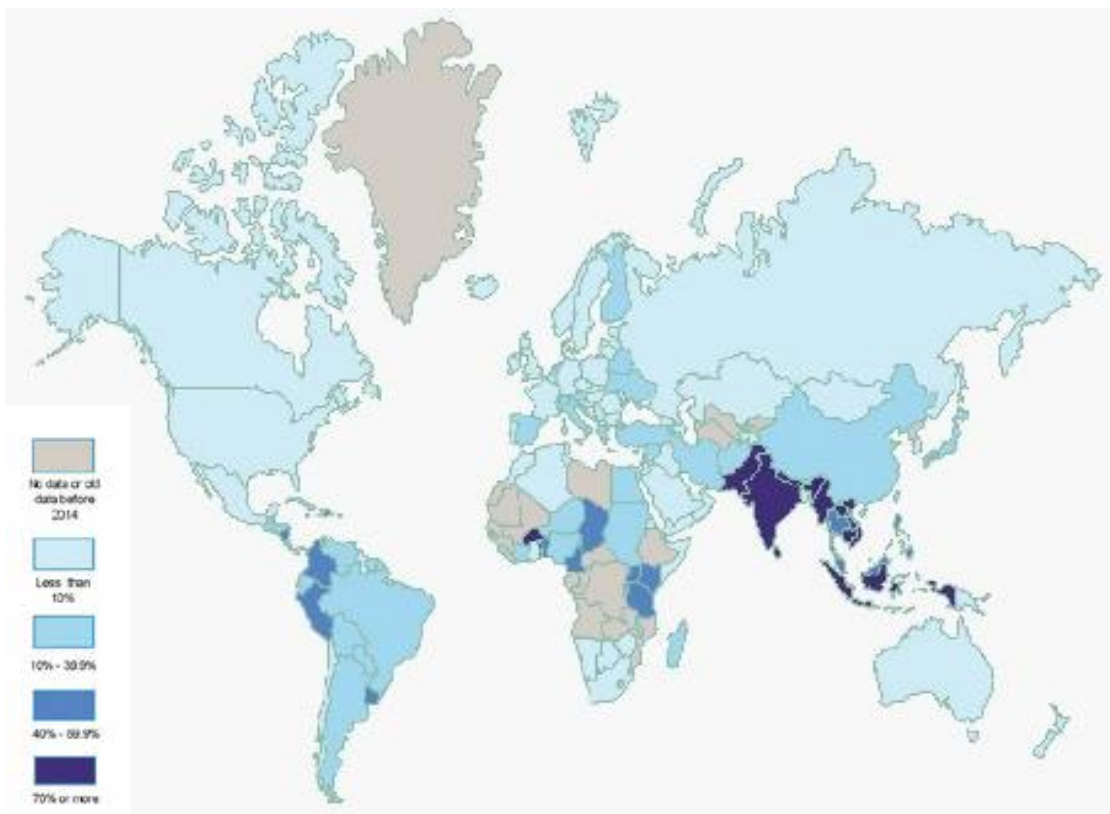 No data or old
data before
2014
Less than
10%
10% - 39.9%
40% - 69.9%
70% or more